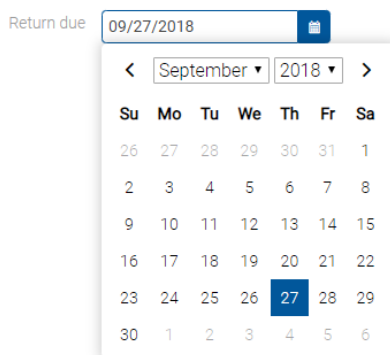 Return due 09/27/2018
September 2018
Su Mo Tu We Th Fr Sa
26 27 28 29 30 31 1
2 3 4 5 6 7 8
9 10 11 12 13 14 15
16 17 18 19 20 21 22
23 24 25 26 27 28 29
30 1 2 3 4 5 6